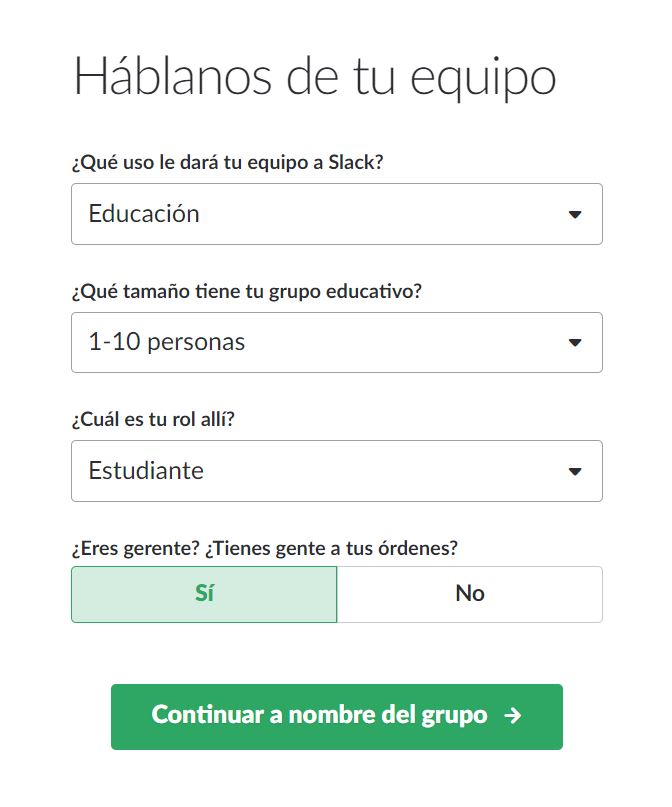 Háblanos de tu equipo
¿Qué uso le dará tu equipo a Slack?
Educación
¿Qué tamaño tiene tu grupo educativo?
1-10 personas
¿Cuál es tu rol allí?
Estudiante
¿Eres gerente? ¿Tienes gente a tus órdenes?
Sí No
Continuar a nombre del grupo →